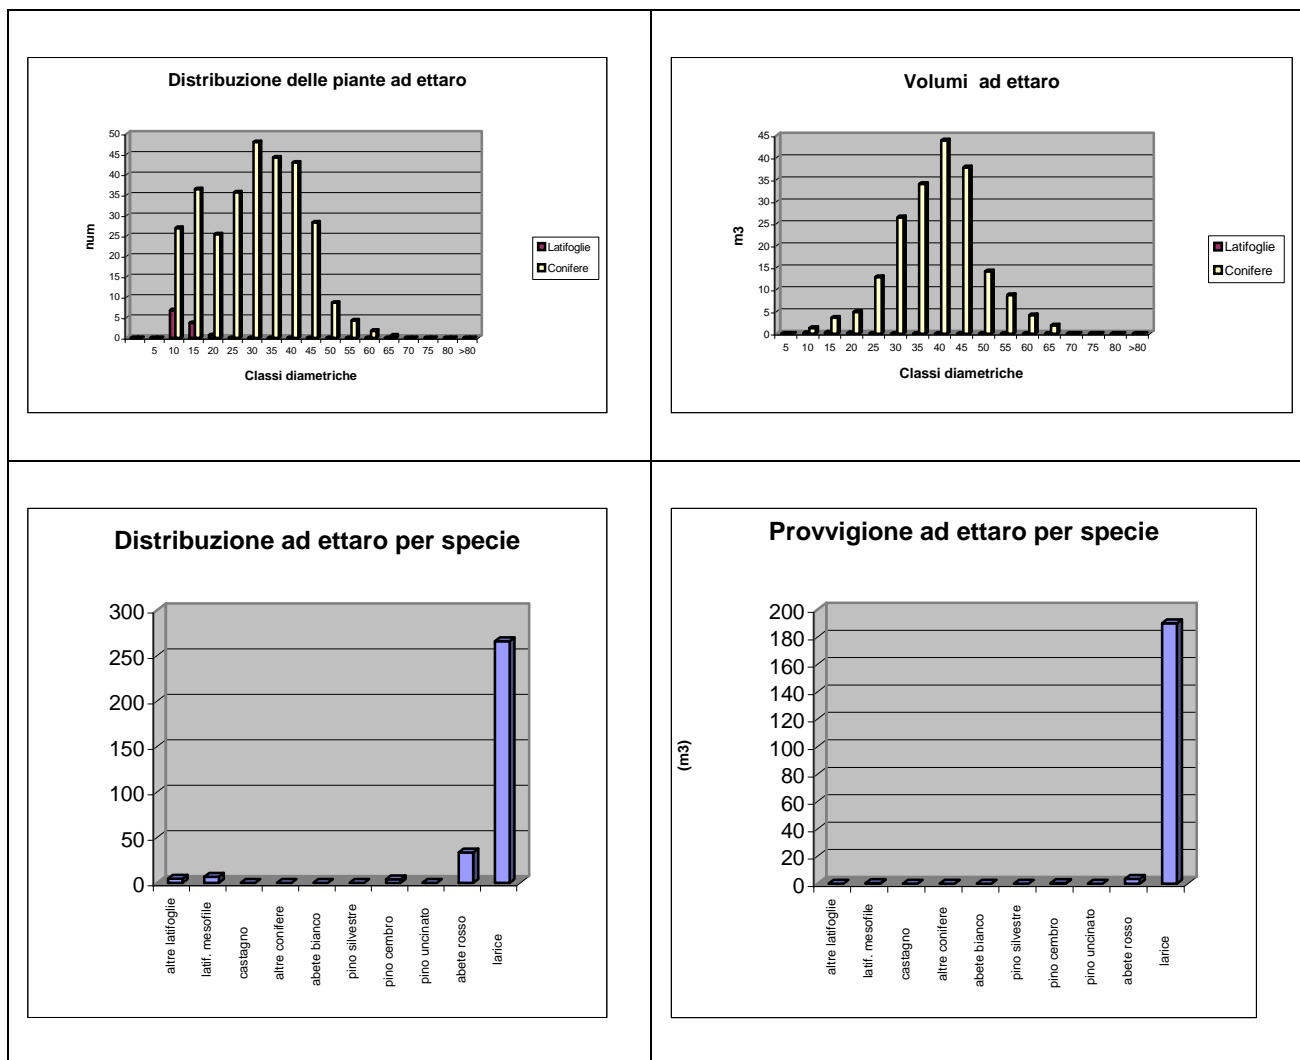 Distribuzione delle piante ad ettaro
50
45
40
35
30
25
20
15
10
5
0
num
5 10 15 20 25 30 35 40 45 50 55 60 65 70 75 80 >80
Classi diametriche
Latifoglie
Conifere
Volumi ad ettaro
45
40
35
30
25
20
15
10
5
0
m3
5 10 15 20 25 30 35 40 45 50 55 60 65 70 75 80 >80
Classi diametriche
Latifoglie
Conifere
Distribuzione ad ettaro per specie
300
250
200
150
100
50
0
altre latifoglie
latif. mesofile
castagno
altre conifere
abete bianco
pino silvestre
pino cembro
pino uncinato
abete rosso
larice
Provvigione ad ettaro per specie
200
180
160
140
120
100
80
60
40
20
0
(m3)
altre latifoglie
latif. mesofile
castagno
altre conifere
abete bianco
pino silvestre
pino cembro
pino uncinato
abete rosso
larice